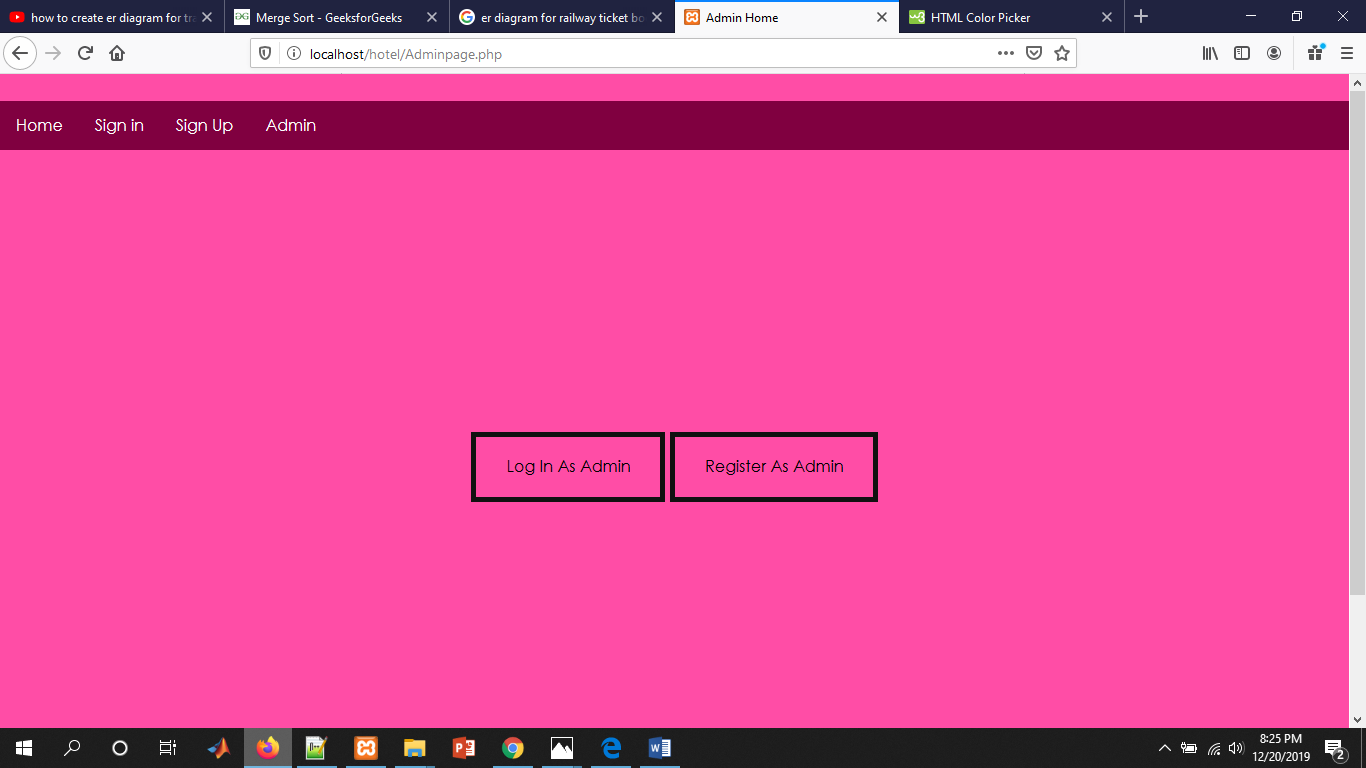 how to create er diagram for tra
Merge Sort - GeeksforGeeks
er diagram for railway ticket bo
Admin Home
HTML Color Picker
localhost/hotel/Adminpage.php
Home Sign in Sign Up Admin
Log In As Admin Register As Admin
8:25 PM
12/20/2019
2